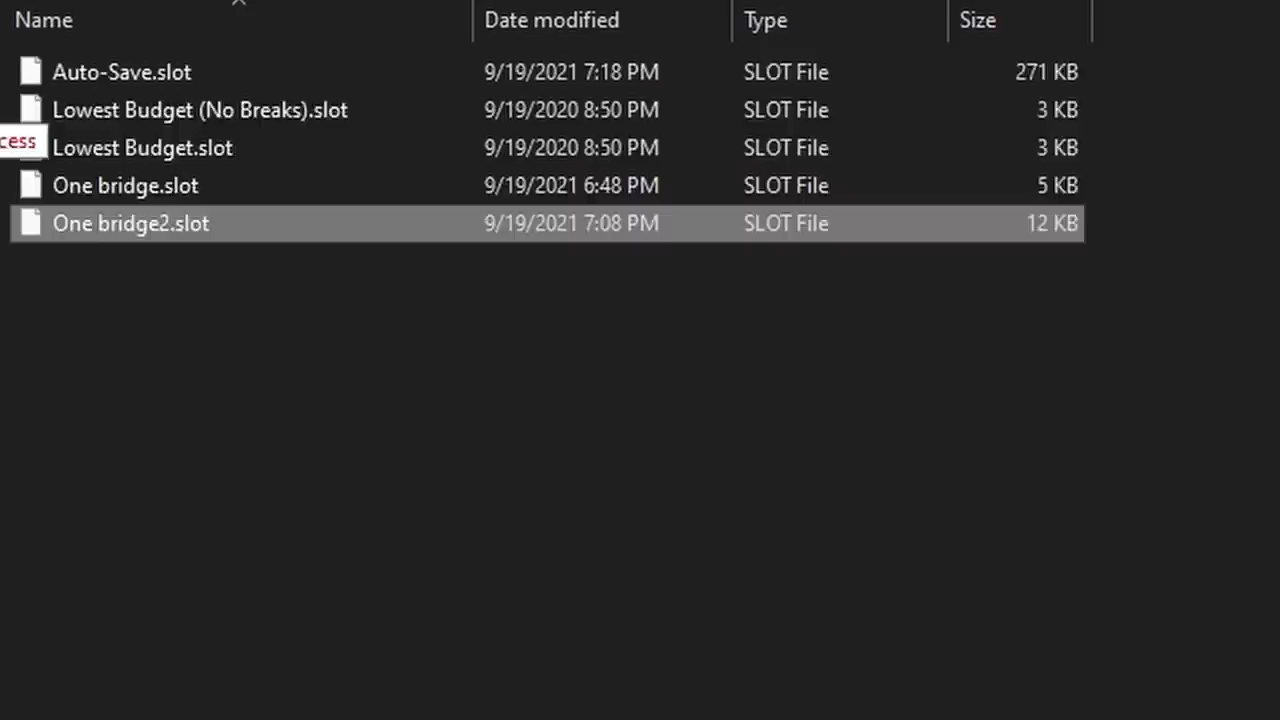 Name Date modified Type Size
Auto-Save.slot 9/19/2021 7:18 PM SLOT File 271 KB
Lowest Budget (No Breaks).slot 9/19/2020 8:50 PM SLOT File 3 KB
cess
Lowest Budget.slot 9/19/2020 8:50 PM SLOT File 3 KB
One bridge.slot 9/19/2021 6:48 PM SLOT File 5 KB
One bridge2.slot 9/19/2021 7:08 PM SLOT File 12 KB